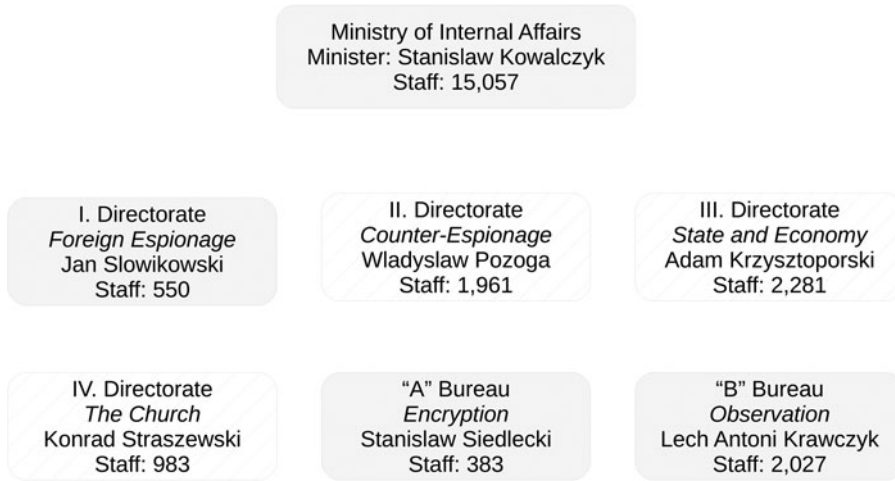 Ministry of Internal Affairs
Minister: Stanislaw Kowalczyk
Staff: 15,057
I. Directorate
Foreign Espionage
Jan Slowikowski
Staff: 550
II. Directorate
Counter-Espionage
Wladyslaw Pozoga
Staff: 1,961
III. Directorate
State and Economy
Adam Krzysztoporski
Staff: 2,281
IV. Directorate
The Church
Konrad Straszewski
Staff: 983
“A” Bureau
Encryption
Stanislaw Siedlecki
Staff: 383
“B” Bureau
Observation
Lech Antoni Krawczyk
Staff: 2,027